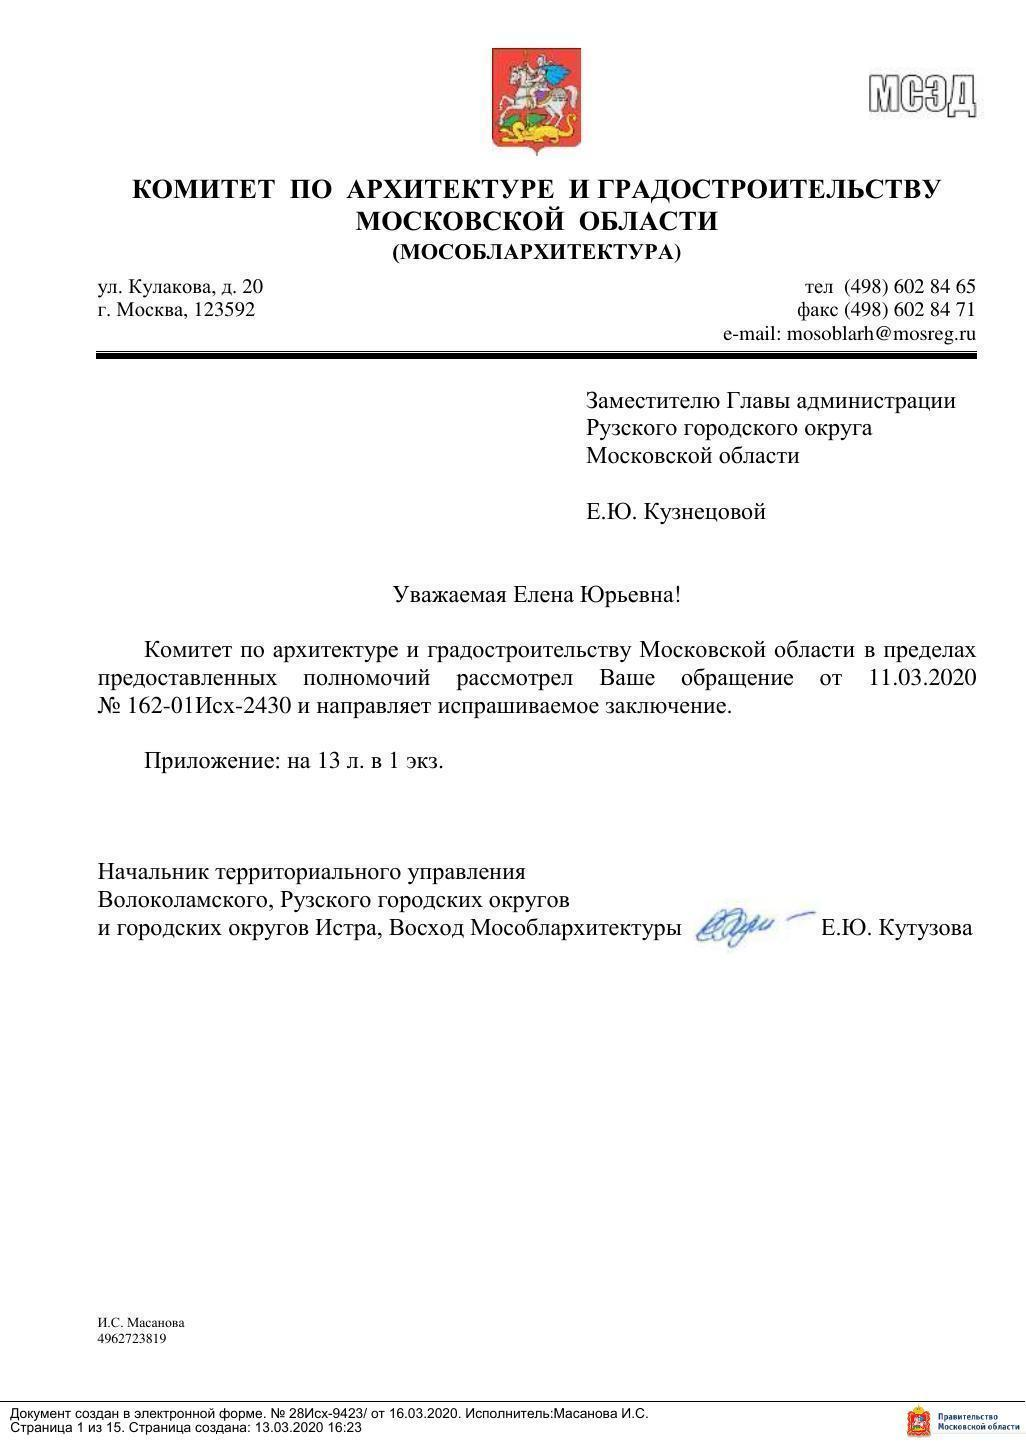 МСЭД
КОМИТЕТ ПО АРХИТЕКТУРЕ И ГРАДОСТРОИТЕЛЬСТВУ
МОСКОВСКОЙ ОБЛАСТИ
(МОСОБЛАРХИТЕКТУРА)
ул. Кулакова, д. 20
г. Москва, 123592
тел (498) 602 84 65
факс (498) 602 84 71
e-mail: mosoblarh@mosreg.ru
Заместителю Главы администрации
Рузского городского округа
Московской области
Е.Ю. Кузнецовой
Уважаемая Елена Юрьевна!
Комитет по архитектуре и градостроительству Московской области в пределах
предоставленных полномочий рассмотрел Ваше обращение от 11.03.2020
№ 162-01Исх-2430 и направляет испрашиваемое заключение.
Приложение: на 13 л. в 1 экз.
Начальник территориального управления
Волоколамского, Рузского городских округов
и городских округов Истра, Восход Мособлархитектуры Е.Ю. Кутузова
И.С. Масанова
4962723819
Документ создан в электронной форме. № 28Исх-9423/ от 16.03.2020. Исполнитель:Масанова И.С.
Страница 1 из 15. Страница создана: 13.03.2020 16:23
Правительство
Московской области